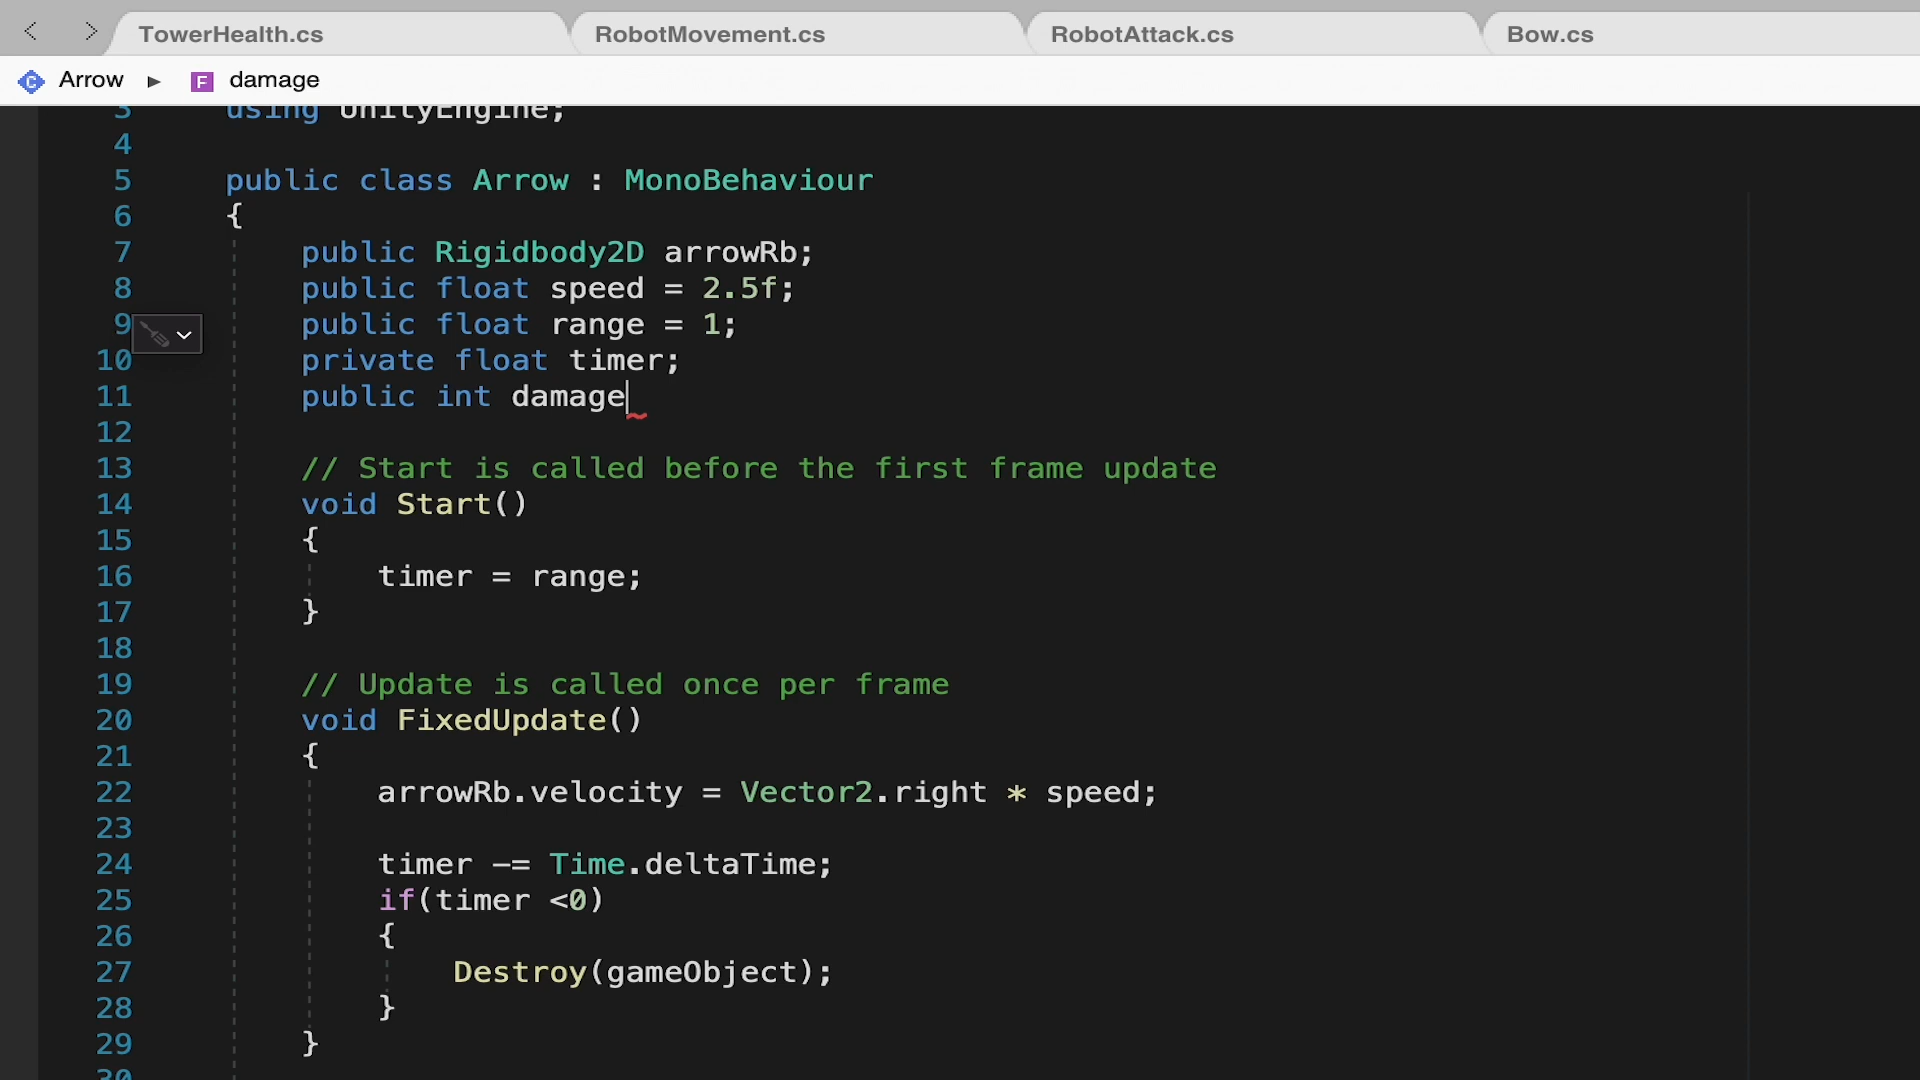 TowerHealth.cs RobotMovement.cs RobotAttack.cs Bow.cs
Arrow ▶ F damage
3 using UnityEngine;
4
5 public class Arrow : MonoBehaviour
6 {
7 public Rigidbody2D arrowRb;
8 public float speed = 2.5f;
9 public float range = 1;
10 private float timer;
11 public int damage
12
13 // Start is called before the first frame update
14 void Start()
15 {
16 timer = range;
17 }
18
19 // Update is called once per frame
20 void FixedUpdate()
21 {
22 arrowRb.velocity = Vector2.right * speed;
23
24 timer -= Time.deltaTime;
25 if(timer <0)
26 {
27 Destroy(gameObject);
28 }
29 }
30